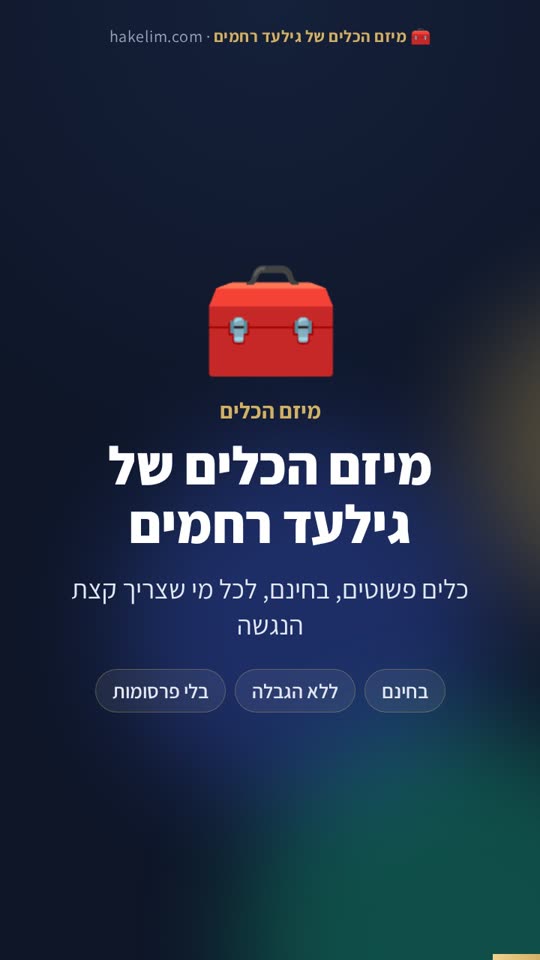 🧰 מיזם הכלים של גילעד רחמים · hakelim.com
מיזם הכלים
מיזם הכלים של
גילעד רחמים
כלים פשוטים, בחינם, לכל מי שצריך קצת
הנגשה
בחינם
ללא הגבלה
בלי פרסומות